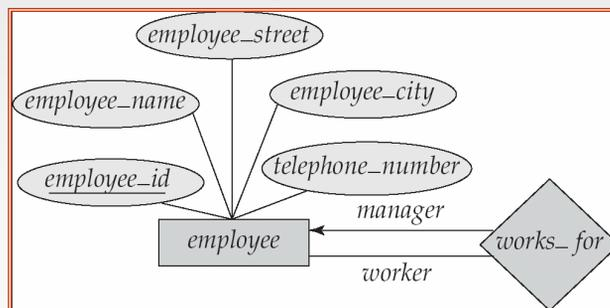 employee_street
employee_name
employee_city
employee_id
telephone_number
manager
employee
works_for
worker